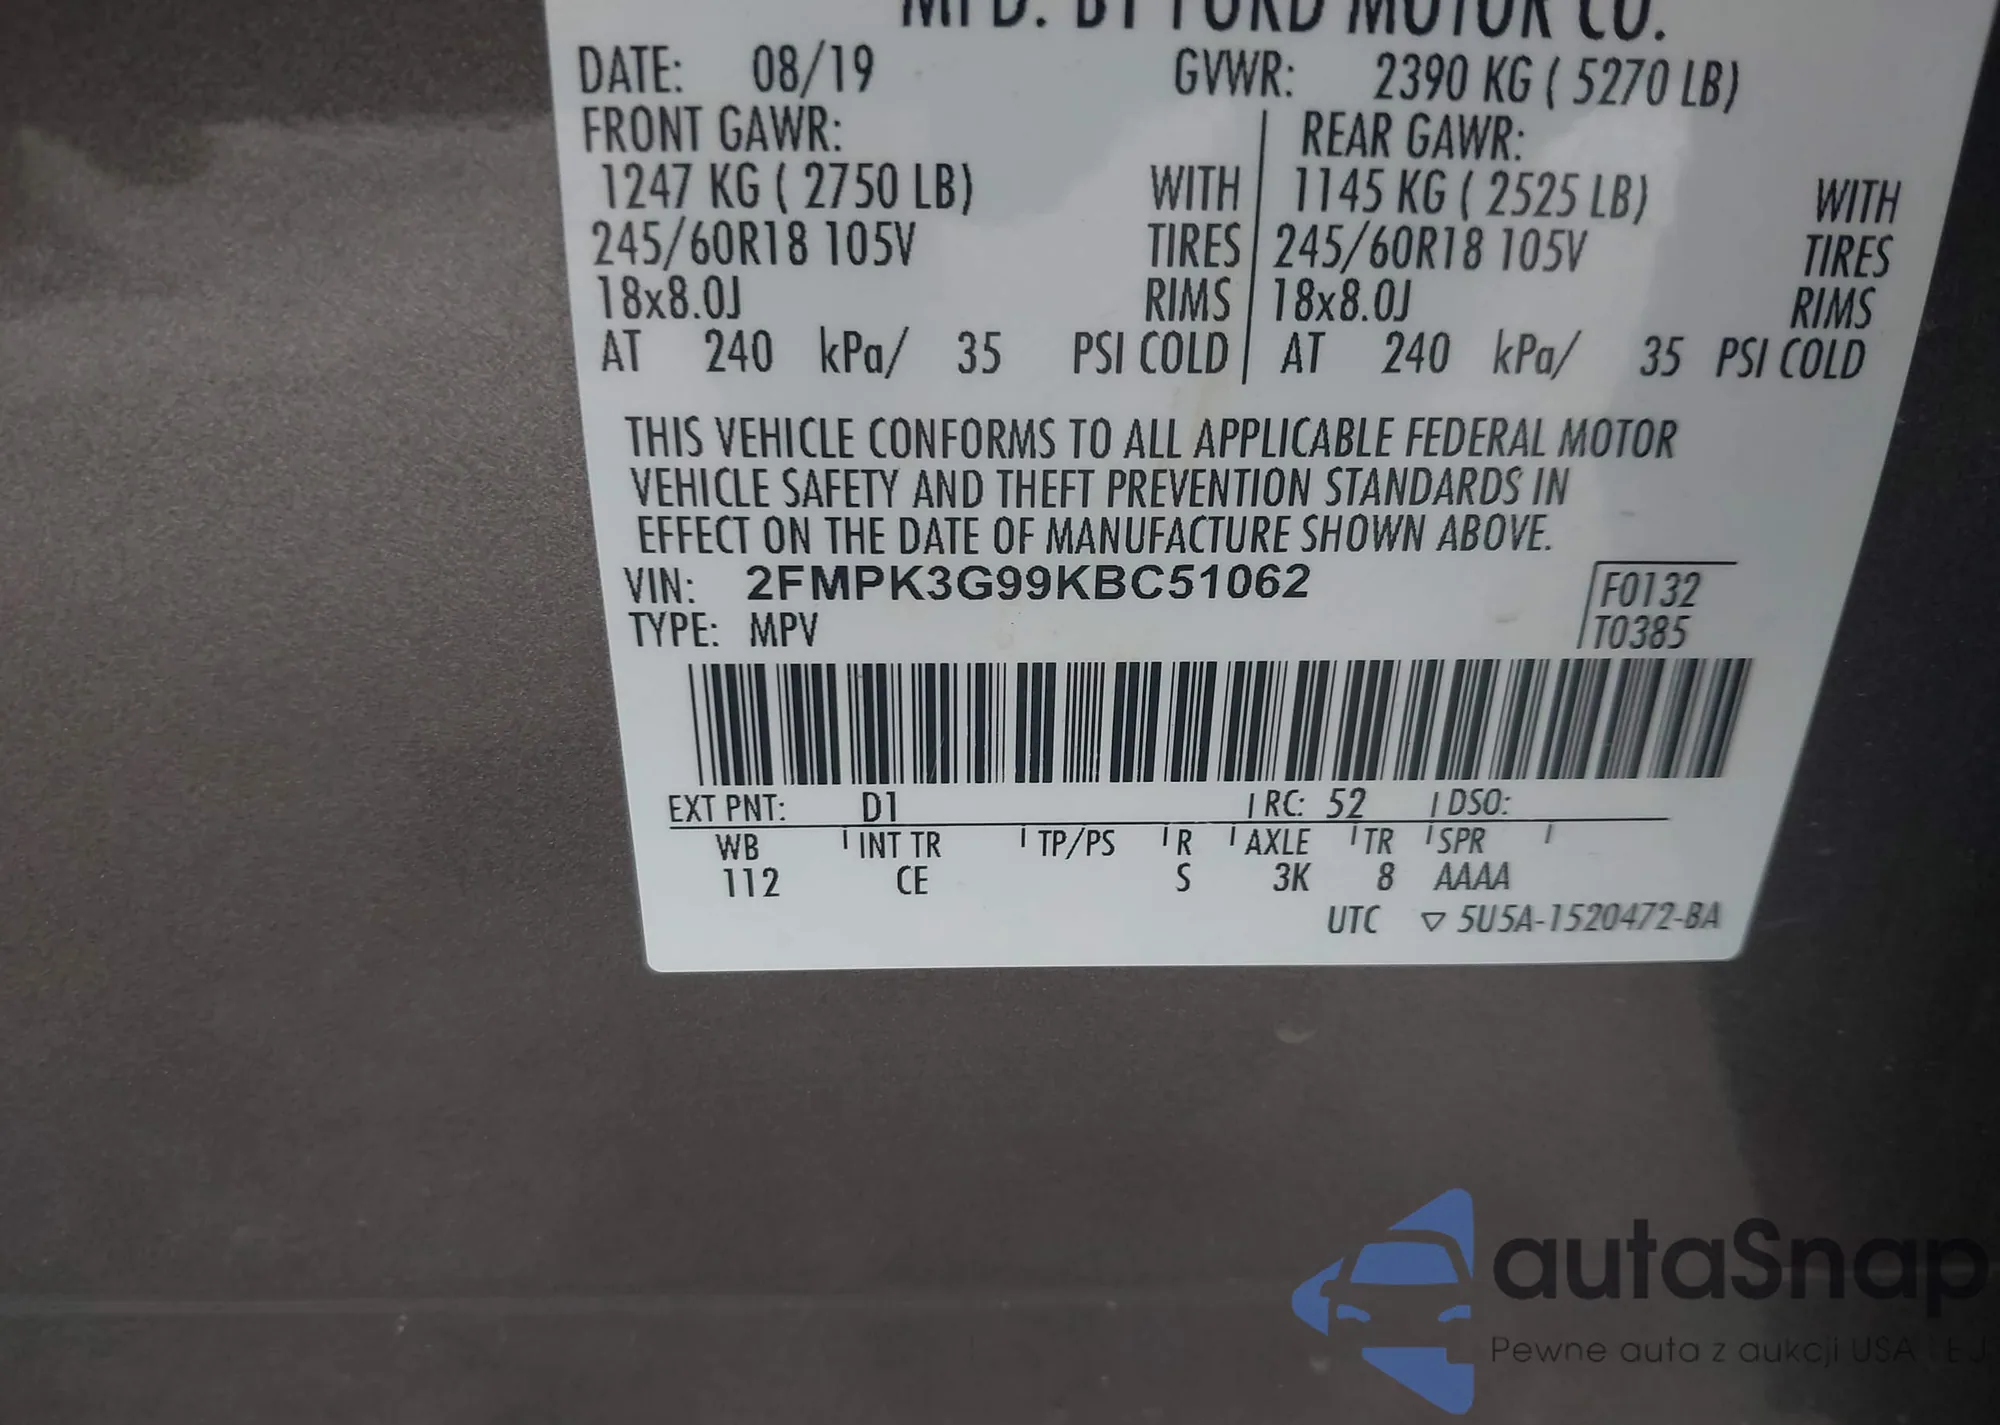 MFD. BY FORD MOTOR CO.
DATE: 08/19 GVWR: 2390 KG ( 5270 LB)
FRONT GAWR: REAR GAWR:
1247 KG ( 2750 LB) WITH 1145 KG ( 2525 LB) WITH
245/60R18 105V TIRES 245/60R18 105V TIRES
18x8.0J RIMS 18x8.0J RIMS
AT 240 kPa/ 35 PSI COLD AT 240 kPa/ 35 PSI COLD
THIS VEHICLE CONFORMS TO ALL APPLICABLE FEDERAL MOTOR
VEHICLE SAFETY AND THEFT PREVENTION STANDARDS IN
EFFECT ON THE DATE OF MANUFACTURE SHOWN ABOVE.
VIN: 2FMPK3G99KBC51062 F0132
TYPE: MPV T0385
EXT PNT: D1 RC: 52 DSO:
WB INT TR TP/PS R AXLE TR SPR
112 CE S 3K 8 AAAA
UTC ▽ 5U5A-1520472-BA
autaSnap
Pewne auta z aukcji USA i EJ